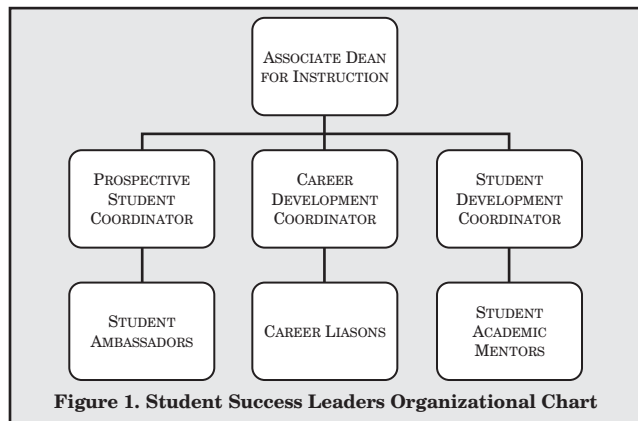 ASSOCIATE DEAN
FOR INSTRUCTION
PROSPECTIVE
STUDENT
COORDINATOR
CAREER
DEVELOPMENT
COORDINATOR
STUDENT
DEVELOPMENT
COORDINATOR
STUDENT
AMBASSADORS
CAREER LIASONS
STUDENT
ACADEMIC
MENTORS
Figure 1. Student Success Leaders Organizational Chart